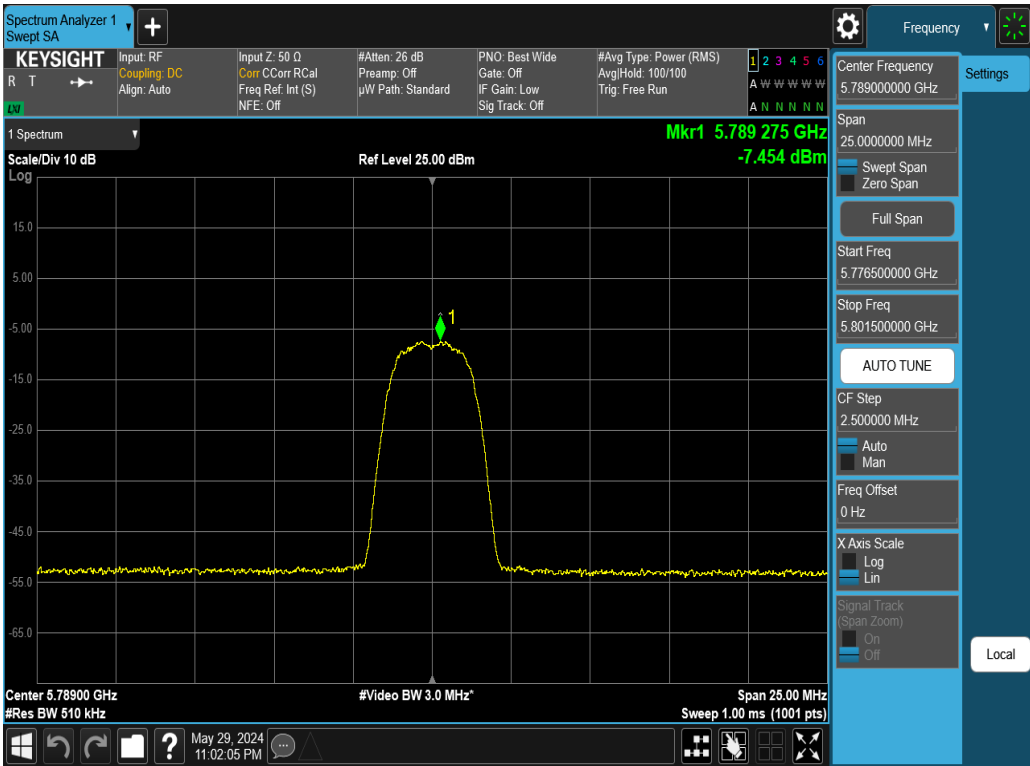 Spectrum Analyzer 1
Swept SA
Frequency
KEYSIGHT
R T
LXI
Input: RF
Coupling: DC
Align: Auto
Input Z: 50 Ω
Corr CCorr RCal
Freq Ref: Int (S)
NFE: Off
#Atten: 26 dB
Preamp: Off
µW Path: Standard
PNO: Best Wide
Gate: Off
IF Gain: Low
Sig Track: Off
#Avg Type: Power (RMS)
Avg|Hold: 100/100
Trig: Free Run
1 2 3 4 5 6
A W W W W W
A N N N N N
1 Spectrum
Scale/Div 10 dB
Log
Ref Level 25.00 dBm
Mkr1 5.789 275 GHz
-7.454 dBm
15.0
5.00
-5.00
-15.0
-25.0
-35.0
-45.0
-55.0
-65.0
1
Center 5.78900 GHz
#Res BW 510 kHz
#Video BW 3.0 MHz*
Span 25.00 MHz
Sweep 1.00 ms (1001 pts)
Center Frequency
5.789000000 GHz
Span
25.0000000 MHz
Swept Span
Zero Span
Full Span
Start Freq
5.776500000 GHz
Stop Freq
5.801500000 GHz
AUTO TUNE
CF Step
2.500000 MHz
Auto
Man
Freq Offset
0 Hz
X Axis Scale
Log
Lin
Signal Track
(Span Zoom)
On
Off
Settings
Local
?
May 29, 2024
11:02:05 PM